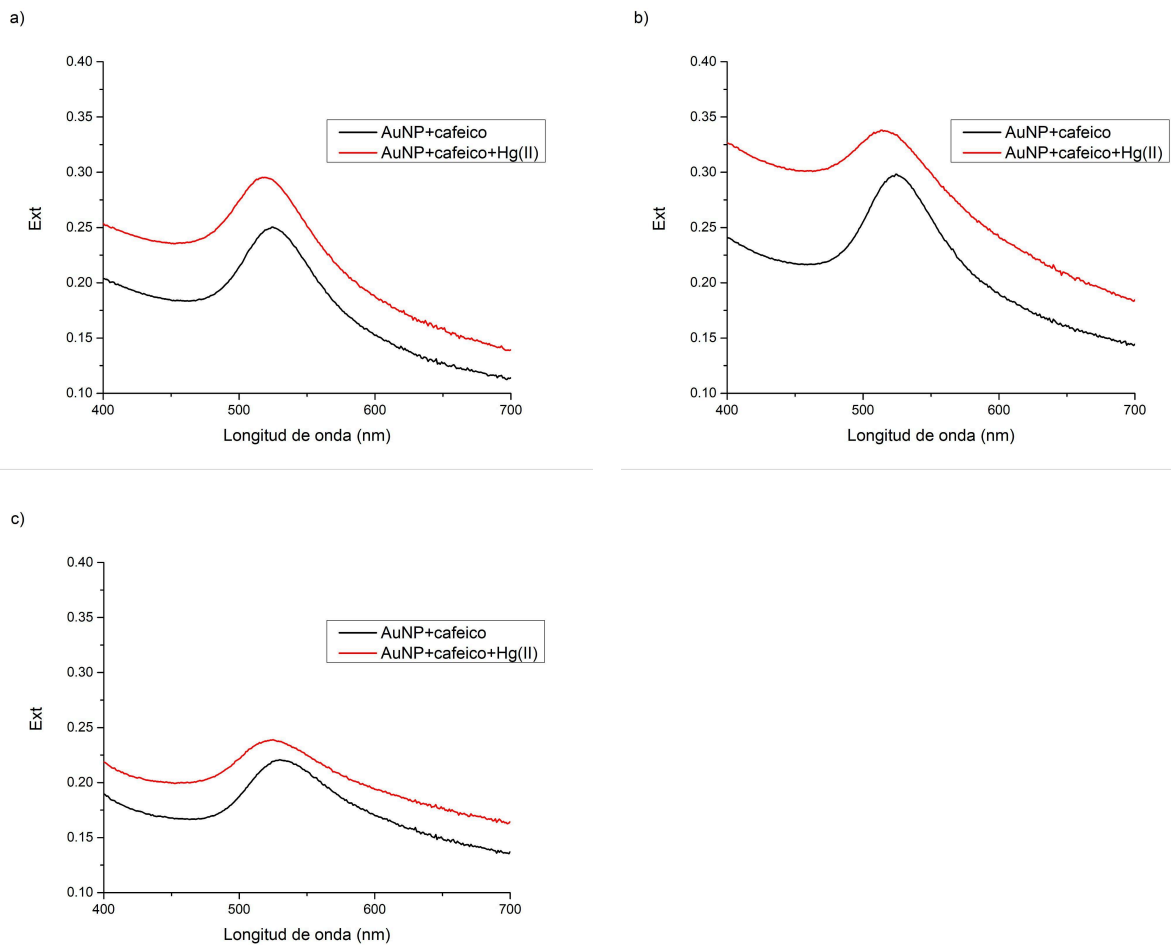 a)
0.40
0.35
0.30
0.25
0.20
0.15
0.10
Ext
AuNP+cafeico
AuNP+cafeico+Hg(II)
400
500
600
700
Longitud de onda (nm)
b)
0.40
0.35
0.30
0.25
0.20
0.15
0.10
Ext
AuNP+cafeico
AuNP+cafeico+Hg(II)
400
500
600
700
Longitud de onda (nm)
c)
0.40
0.35
0.30
0.25
0.20
0.15
0.10
Ext
AuNP+cafeico
AuNP+cafeico+Hg(II)
400
500
600
700
Longitud de onda (nm)